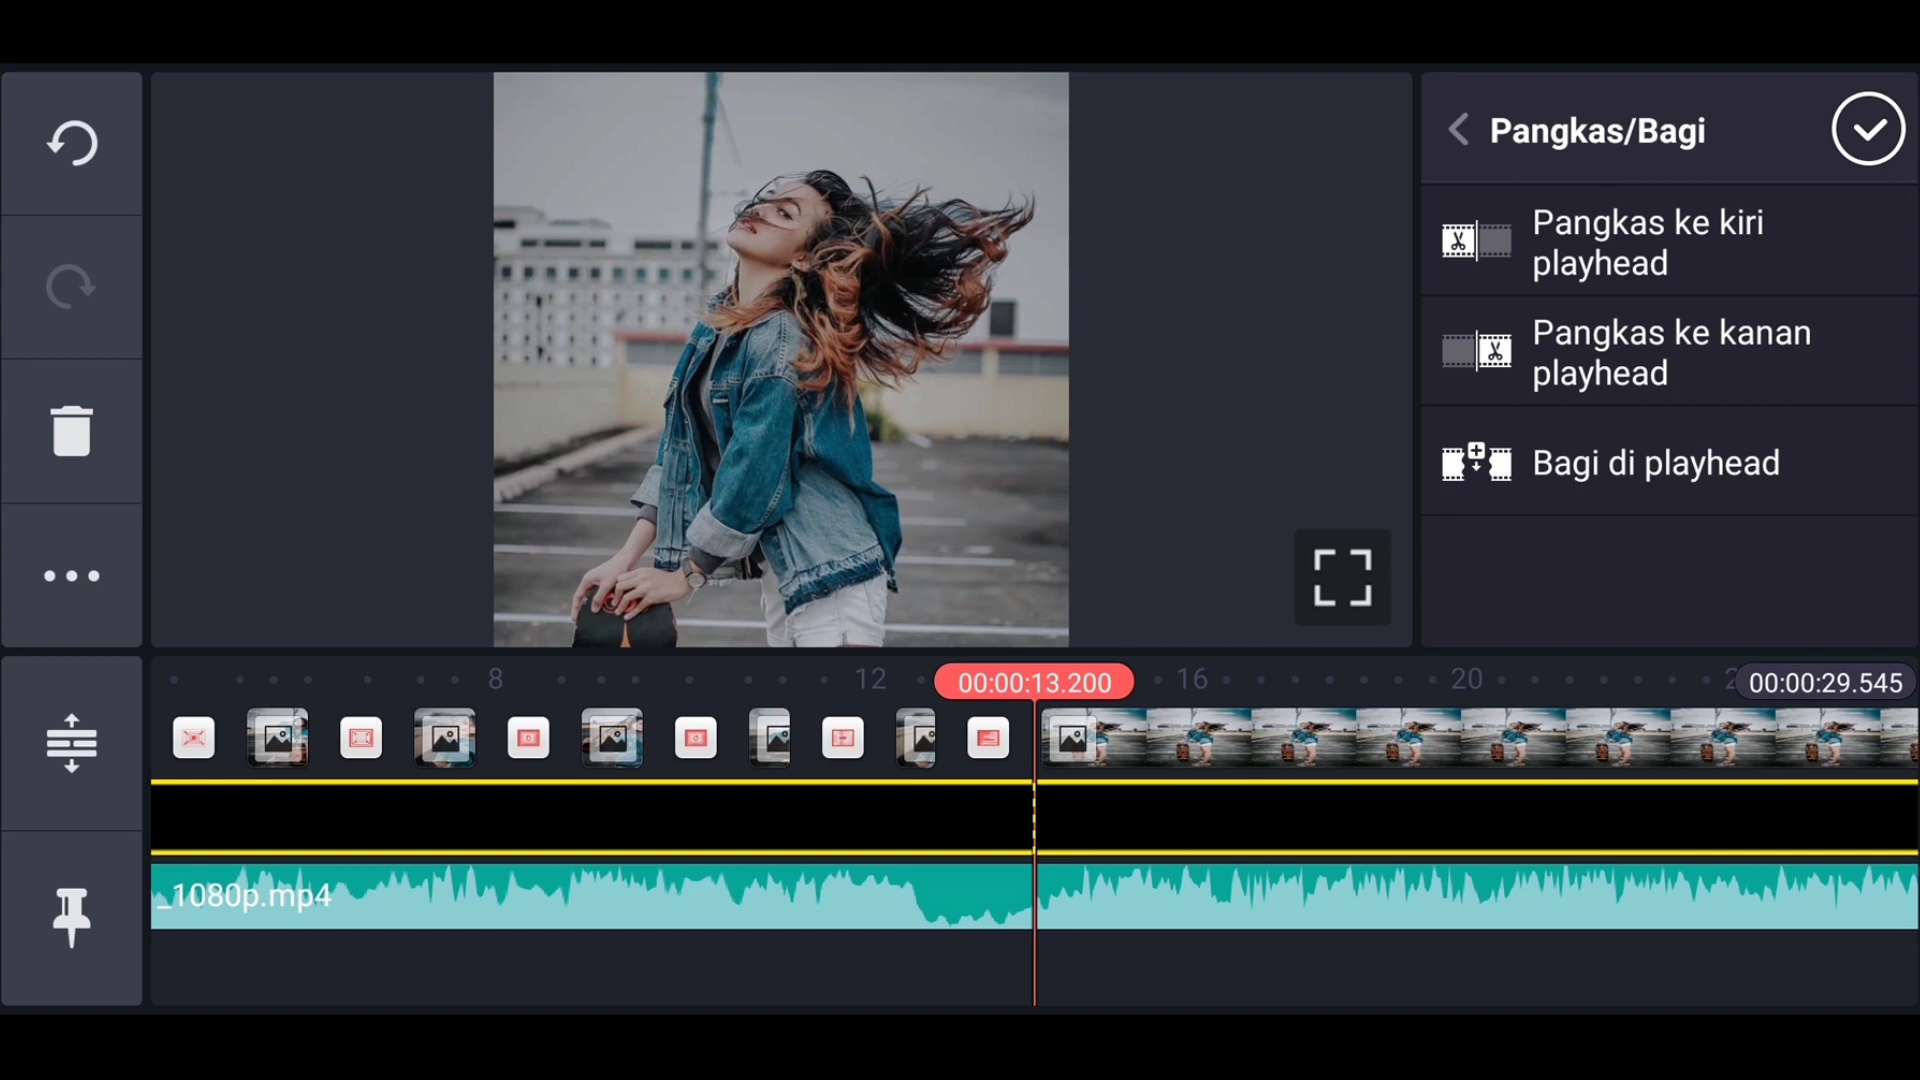 Pangkas/Bagi
Pangkas ke kiri
playhead
Pangkas ke kanan
playhead
Bagi di playhead
8
12
00:00:13.200
16
20
2
00:00:29.545
_1080p.mp4